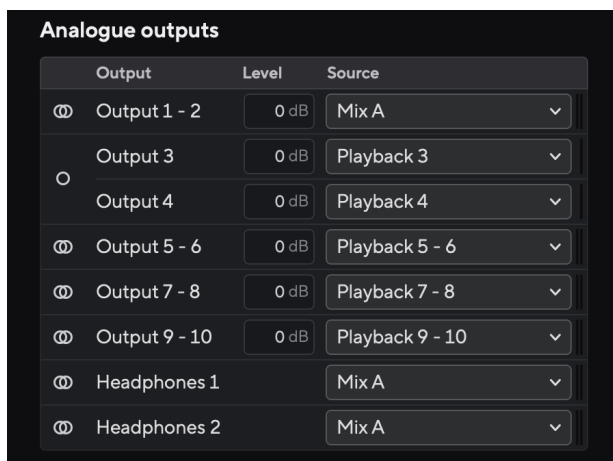 Analogue outputs
Output Level Source
Output 1 - 2 0 dB Mix A
Output 3 0 dB Playback 3
Output 4 0 dB Playback 4
Output 5 - 6 0 dB Playback 5 - 6
Output 7 - 8 0 dB Playback 7 - 8
Output 9 - 10 0 dB Playback 9 - 10
Headphones 1 Mix A
Headphones 2 Mix A